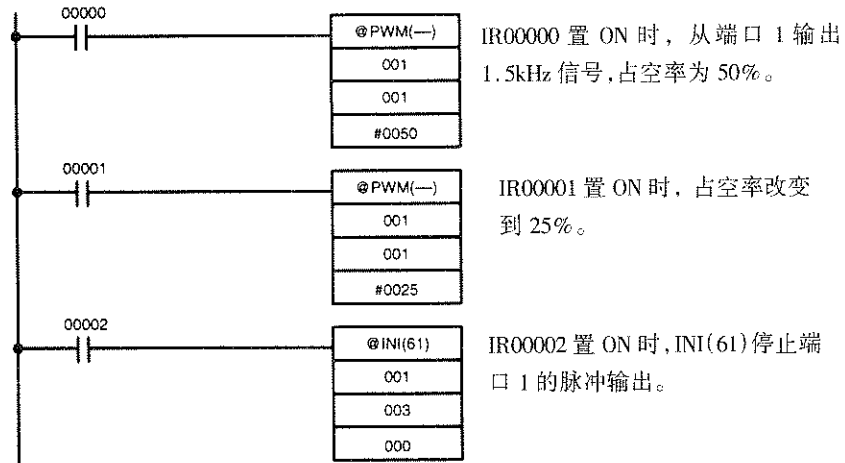 00000
@PWM(—)
001
001
#0050
IR00000 置 ON 时，从端口 1 输出
1.5kHz 信号，占空率为 50%。
00001
@PWM(—)
001
001
#0025
IR00001 置 ON 时，占空率改变
到 25%。
00002
@INI(61)
001
003
000
IR00002 置 ON 时，INI(61)停止端
口 1 的脉冲输出。